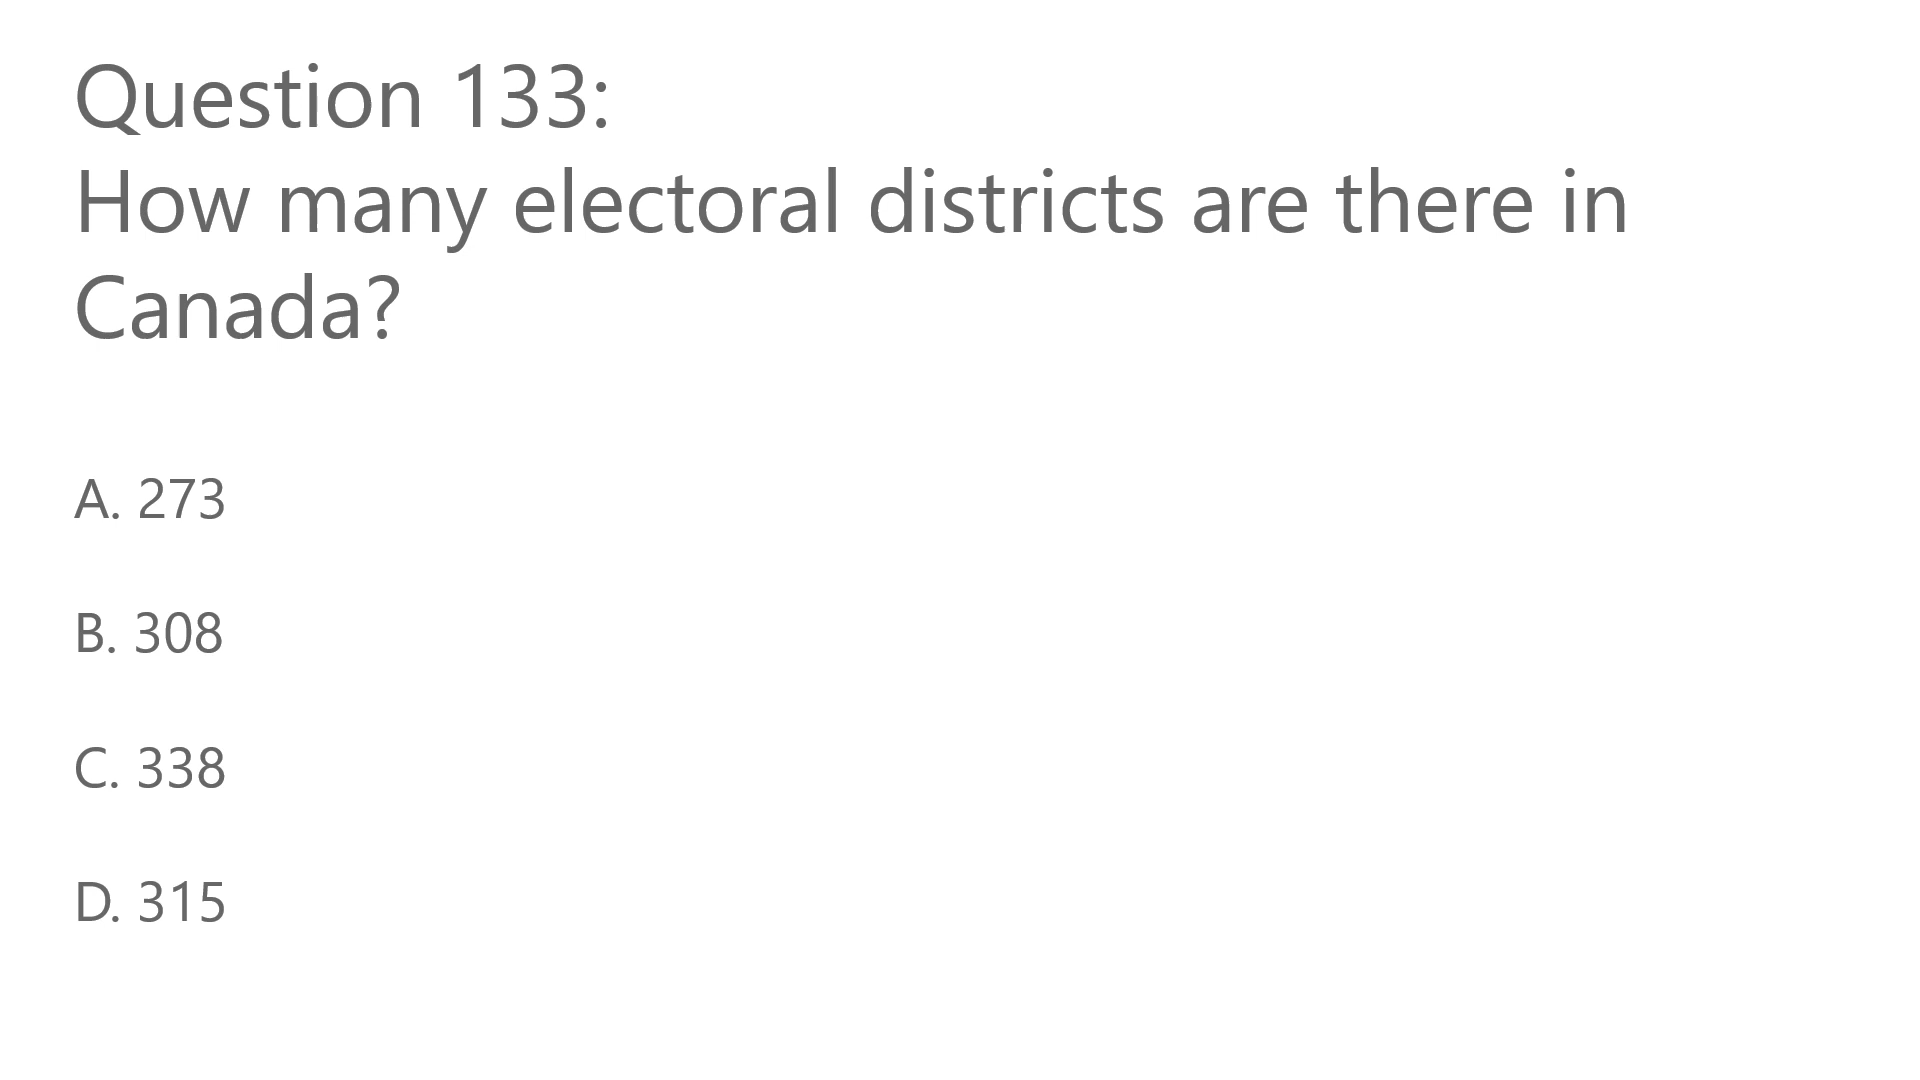 Question 133:
How many electoral districts are there in
Canada?
A. 273
B. 308
C. 338
D. 315